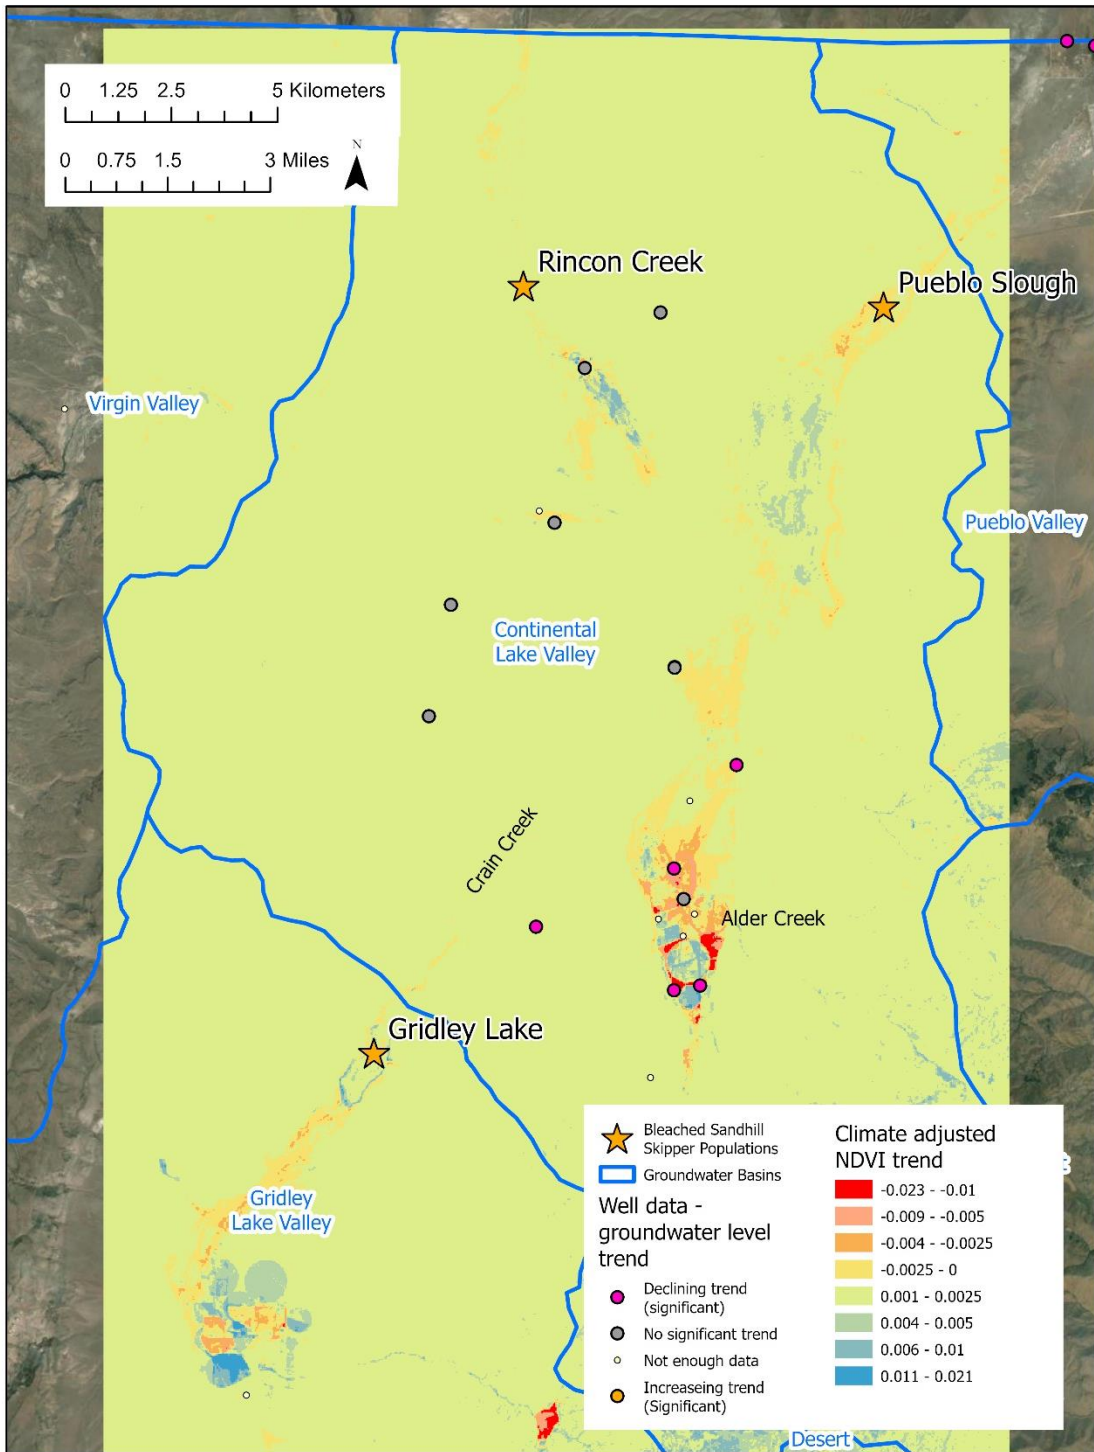 0 1.25 2.5 5 Kilometers
0 0.75 1.5 3 Miles
N
Rincon Creek
Pueblo Slough
Virgin Valley
Pueblo Valley
Continental
Lake Valley
Crain Creek
Alder Creek
Gridley Lake
Gridley
Lake Valley
Bleached Sandhill
Skipper Populations
Groundwater Basins
Well data -
groundwater level
trend
Declining trend
(significant)
No significant trend
Not enough data
Increaseing trend
(Significant)
Climate adjusted
NDVI trend
-0.023 - -0.01
-0.009 - -0.005
-0.004 - -0.0025
-0.0025 - 0
0.001 - 0.0025
0.004 - 0.005
0.006 - 0.01
0.011 - 0.021
Desert